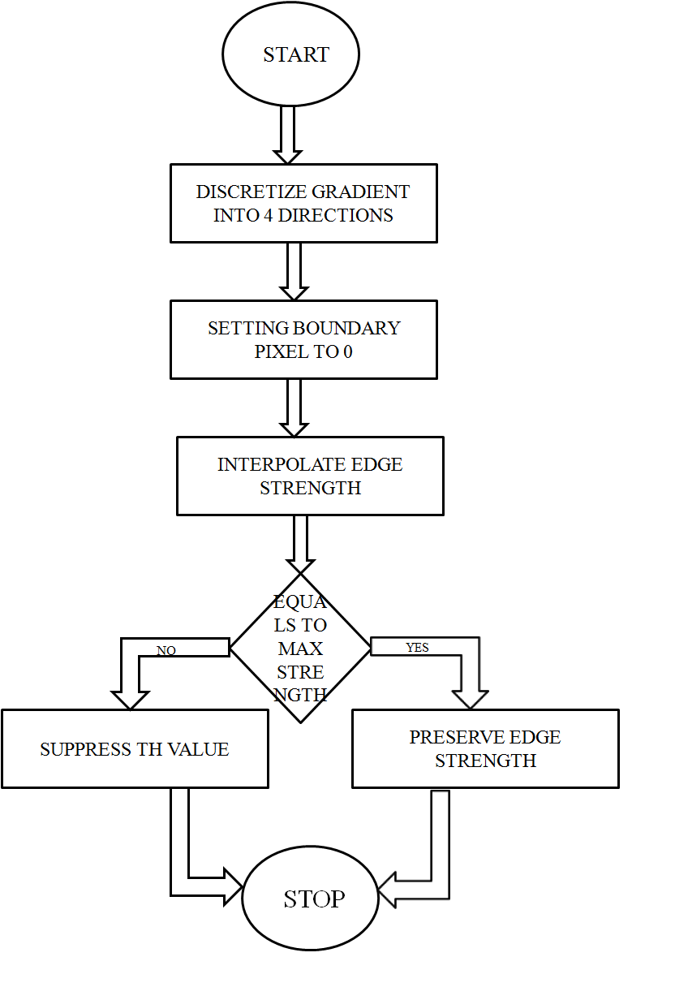 START
DISCRETIZE GRADIENT
INTO 4 DIRECTIONS
SETTING BOUNDARY
PIXEL TO 0
INTERPOLATE EDGE
STRENGTH
EQUA
LS TO
MAX
STRE
NGTH
NO
YES
SUPPRESS TH VALUE
PRESERVE EDGE
STRENGTH
STOP